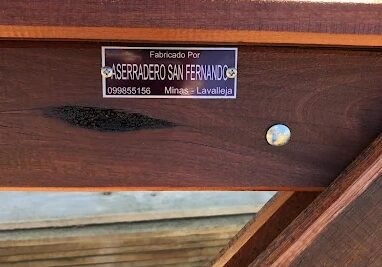 Fabricado Por
ASERRADERO SAN FERNANDO
099855156 Minas - Lavalleja